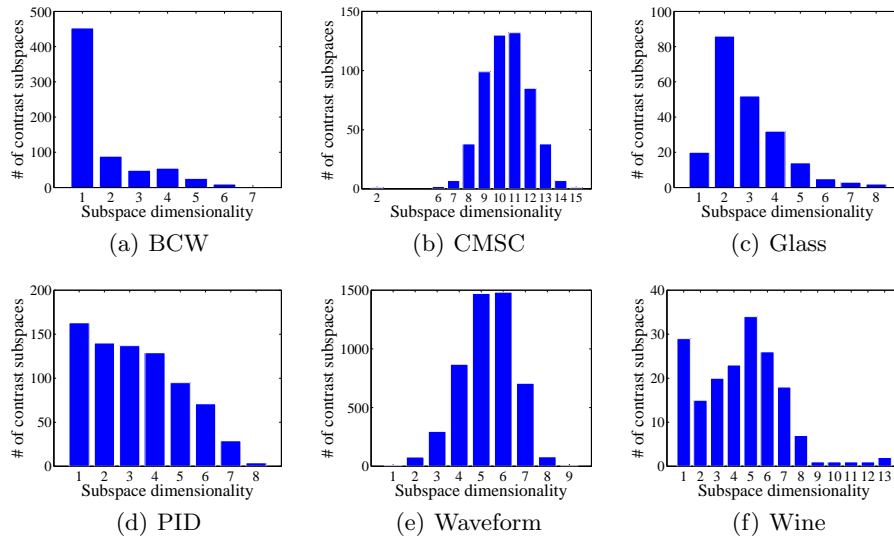 500
400
300
200
100
0
# of contrast subspaces
1 2 3 4 5 6 7
Subspace dimensionality
(a) BCW
150
100
50
0
# of contrast subspaces
2 6 7 8 9 10 11 12 13 14 15
Subspace dimensionality
(b) CMSC
100
80
60
40
20
0
# of contrast subspaces
1 2 3 4 5 6 7 8
Subspace dimensionality
(c) Glass
200
150
100
50
0
# of contrast subspaces
1 2 3 4 5 6 7 8
Subspace dimensionality
(d) PID
1500
1000
500
0
# of contrast subspaces
1 2 3 4 5 6 7 8 9
Subspace dimensionality
(e) Waveform
40
30
20
10
0
# of contrast subspaces
1 2 3 4 5 6 7 8 9 10 11 12 13
Subspace dimensionality
(f) Wine